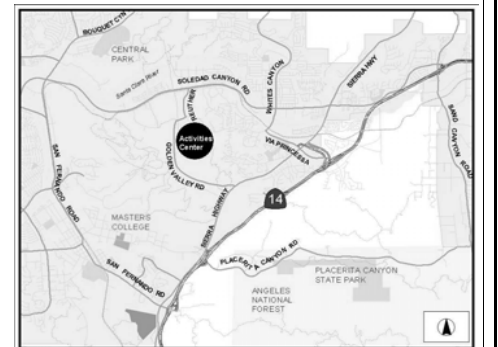 BOUQUET CYN
CENTRAL
PARK
Santa Clara River
SOLEDAD CANYON RD
REUTHER
WHITES CANYON
SIERRA HWY
SAND CANYON ROAD
Activities
Center
VIA PRINCESSA
SAN FERNANDO ROAD
GOLDEN VALLEY RD
14
SIERRA HIGHWAY
MASTERS
COLLEGE
SAN FERNANDO RD
PLACERITA CANYON RD
PLACERITA CANYON
STATE PARK
ANGELES
NATIONAL
FOREST